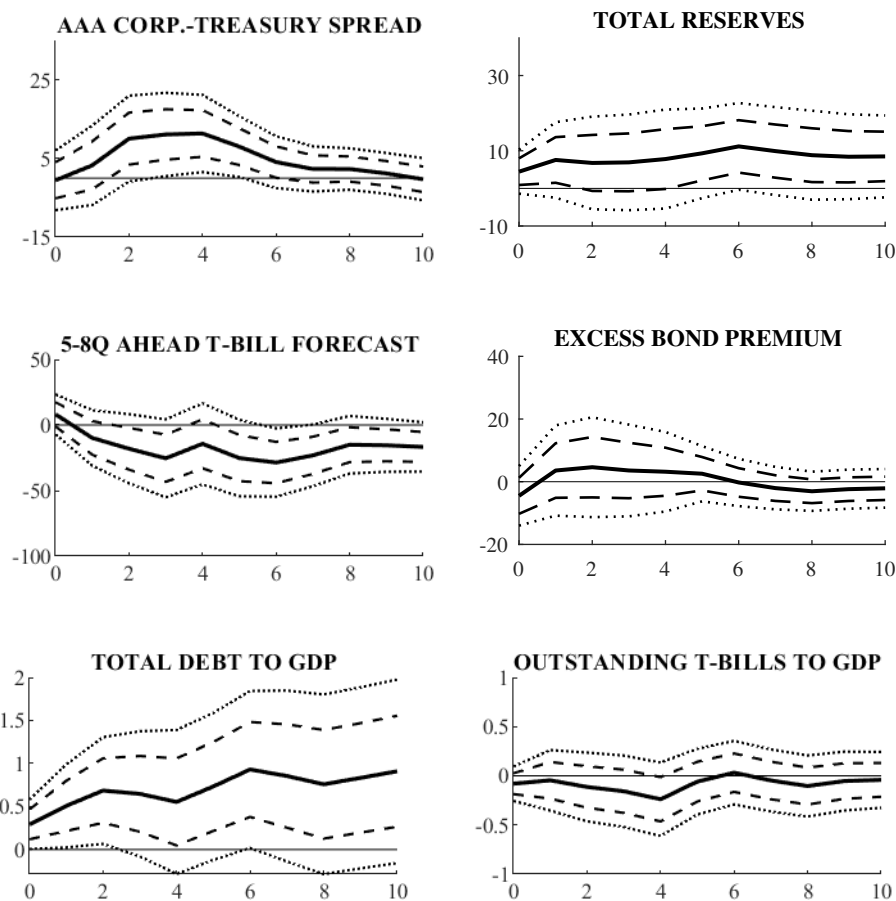 AAA CORP.-TREASURY SPREAD
25
5
-15
0 2 4 6 8 10
TOTAL RESERVES
30
10
-10
0 2 4 6 8 10
5-8Q AHEAD T-BILL FORECAST
50
0
-50
-100
0 2 4 6 8 10
EXCESS BOND PREMIUM
40
20
0
-20
0 2 4 6 8 10
TOTAL DEBT TO GDP
2
1.5
1
0.5
0
0 2 4 6 8 10
OUTSTANDING T-BILLS TO GDP
1
0.5
0
-0.5
-1
0 2 4 6 8 10